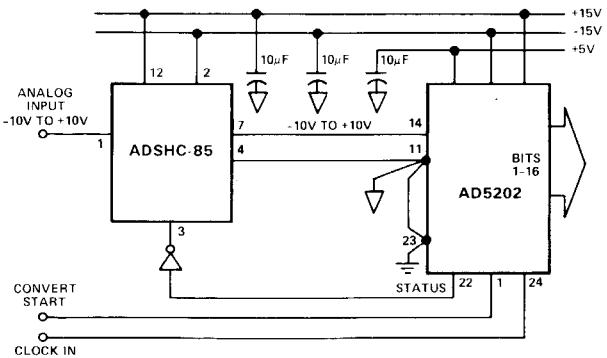 +15V
-15V
+5V
10μF
10μF
10μF
12
2
ANALOG
INPUT
-10V TO +10V
1
ADSHC-85
7
-10V TO +10V
14
4
11
BITS
1-16
AD5202
3
23
STATUS
22
1
24
CONVERT
START
CLOCK IN